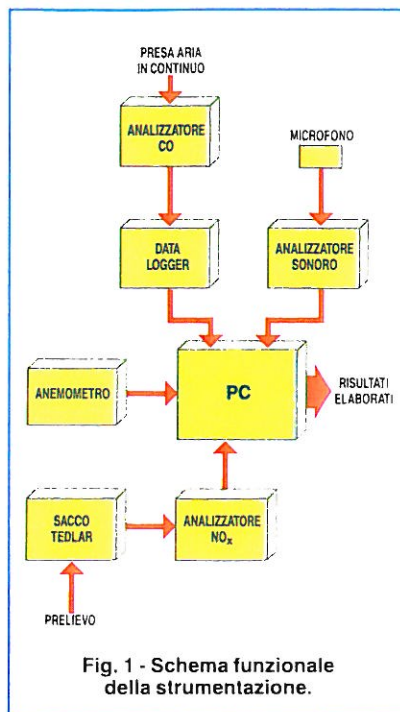 PRESA ARIA
IN CONTINUO
ANALIZZATORE
CO
MICROFONO
DATA
LOGGER
ANALIZZATORE
SONORO
ANEMOMETRO
PC
RISULTATI
ELABORATI
SACCO
TEDLAR
ANALIZZATORE
NOx
PRELIEVO
Fig. 1 - Schema funzionale
della strumentazione.